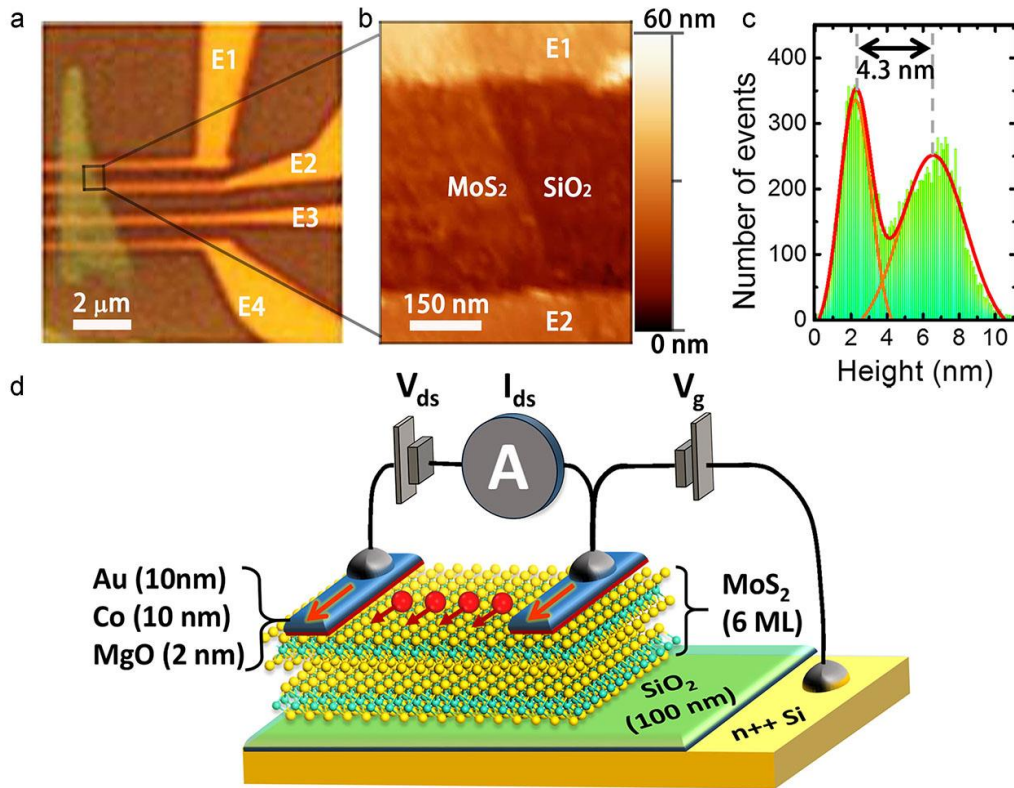 a
E1
E2
E3
E4
2 μm
b
60 nm
E1
MoS₂
SiO₂
150 nm
E2
0 nm
c
4.3 nm
Number of events
400
300
200
100
0
0 2 4 6 8 10
Height (nm)
d
V_ds
I_ds
V_g
A
Au (10nm)
Co (10 nm)
MgO (2 nm)
MoS₂
(6 ML)
SiO₂
(100 nm)
n++ Si